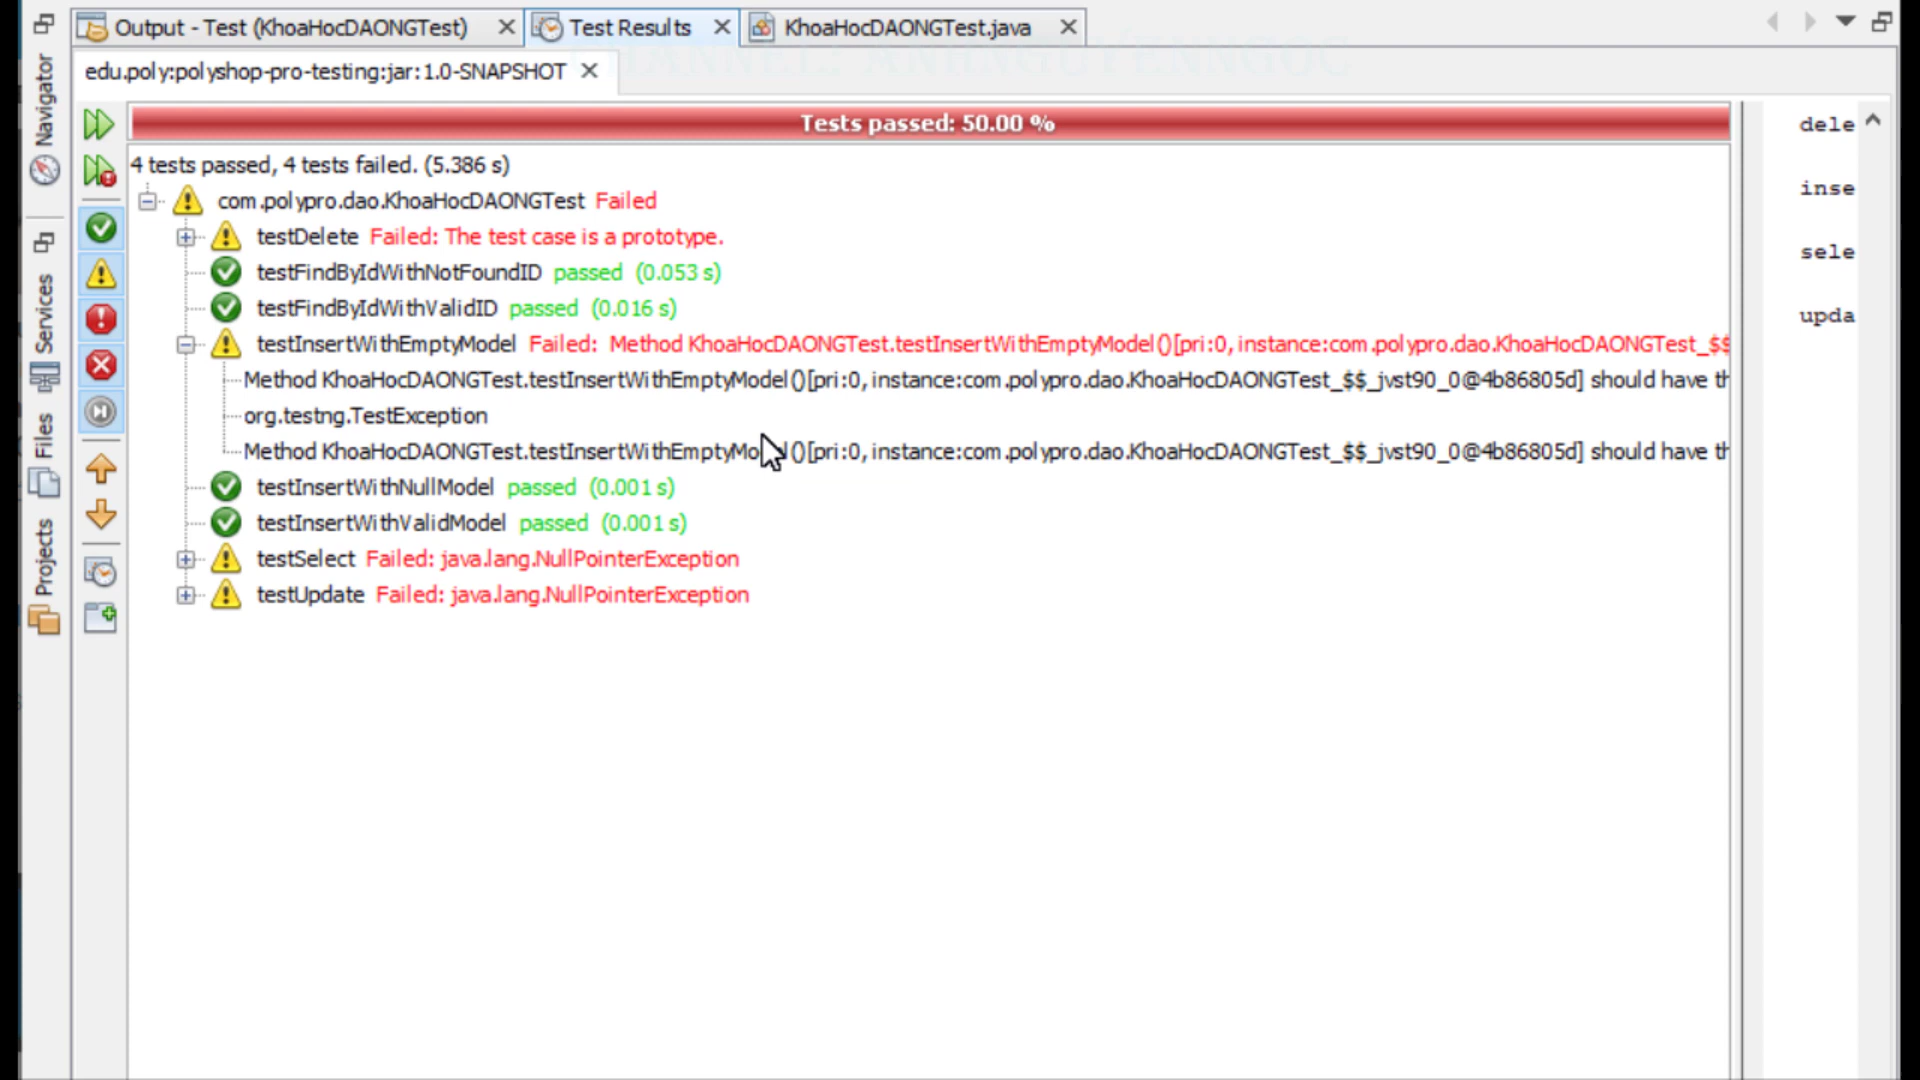 Output - Test (KhoaHocDAONGTest)
Test Results
KhoaHocDAONGTest.java
CHANNEL: ANHNGUYENNGOC
edu.poly:polyshop-pro-testing:jar:1.0-SNAPSHOT
Navigator
Services
Files
Projects
Tests passed: 50.00 %
4 tests passed, 4 tests failed. (5.386 s)
com.polypro.dao.KhoaHocDAONGTest Failed
testDelete Failed: The test case is a prototype.
testFindByIdWithNotFoundID passed (0.053 s)
testFindByIdWithValidID passed (0.016 s)
testInsertWithEmptyModel Failed: Method KhoaHocDAONGTest.testInsertWithEmptyModel()[pri:0, instance:com.polypro.dao.KhoaHocDAONGTest_$$
Method KhoaHocDAONGTest.testInsertWithEmptyModel()[pri:0, instance:com.polypro.dao.KhoaHocDAONGTest_$$_jvst90_0@4b86805d] should have th
org.testng.TestException
Method KhoaHocDAONGTest.testInsertWithEmptyModel()[pri:0, instance:com.polypro.dao.KhoaHocDAONGTest_$$_jvst90_0@4b86805d] should have th
testInsertWithNullModel passed (0.001 s)
testInsertWithValidModel passed (0.001 s)
testSelect Failed: java.lang.NullPointerException
testUpdate Failed: java.lang.NullPointerException
dele
inse
sele
upda